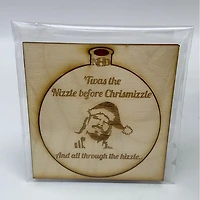 'Twas the
Nizzle before Chrismizzle
And all through the hizzle...